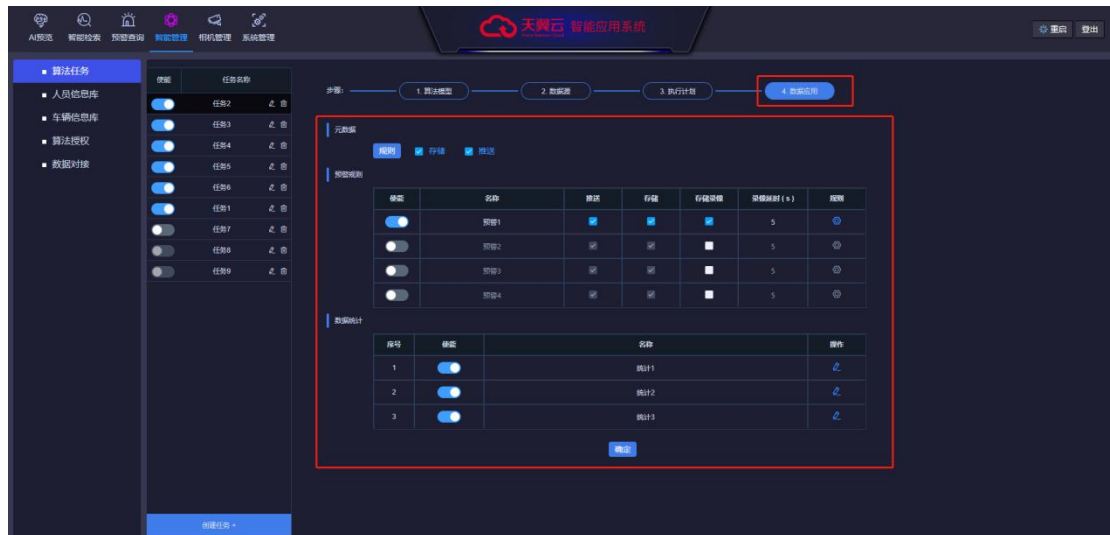 天翼云 智能应用系统
AI预览 智能检索 预警查询 智能管理 相机管理 系统管理
重启 登出
算法任务
人员信息库
车辆信息库
算法授权
数据对接
使能 任务名称
任务2
任务3
任务4
任务5
任务6
任务1
任务7
任务8
任务9
创建任务 +
步骤: 1. 算法模型 2. 数据源 3. 执行计划 4. 数据应用
元数据
规则 存储 推送
预警规则
使能 名称 推送 存储 存储录像 录像延时(s) 规则
预警1 5
预警2 5
预警3 5
预警4 5
数据统计
序号 使能 名称 操作
1 统计1
2 统计2
3 统计3
确定